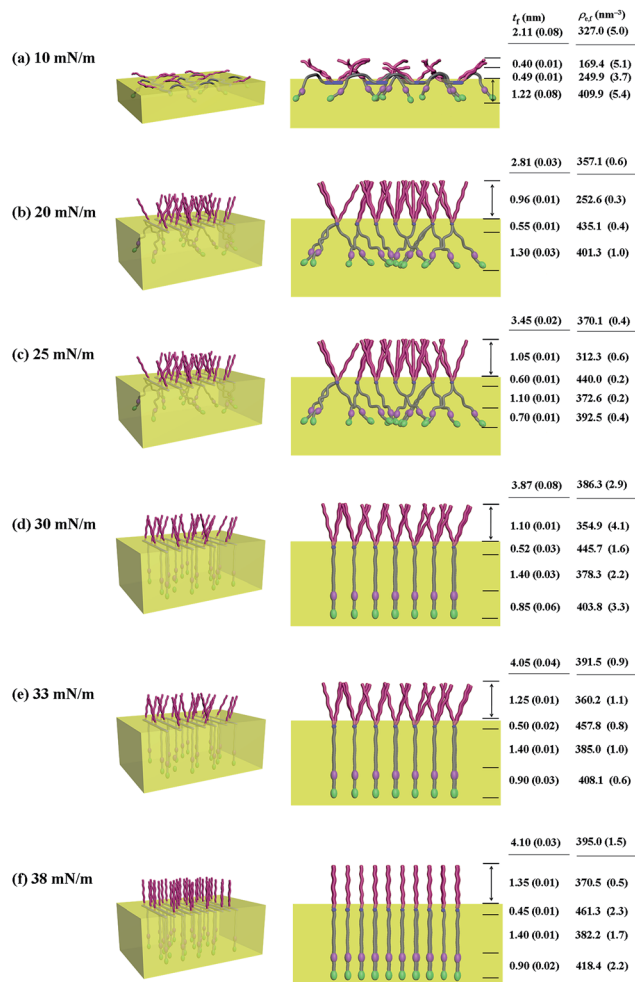 t_f (nm) ρ_e,f (nm⁻³)
2.11 (0.08) 327.0 (5.0)
(a) 10 mN/m
0.40 (0.01) 169.4 (5.1)
0.49 (0.01) 249.9 (3.7)
1.22 (0.08) 409.9 (5.4)
2.81 (0.03) 357.1 (0.6)
(b) 20 mN/m
0.96 (0.01) 252.6 (0.3)
0.55 (0.01) 435.1 (0.4)
1.30 (0.03) 401.3 (1.0)
3.45 (0.02) 370.1 (0.4)
(c) 25 mN/m
1.05 (0.01) 312.3 (0.6)
0.60 (0.01) 440.0 (0.2)
1.10 (0.01) 372.6 (0.2)
0.70 (0.01) 392.5 (0.4)
3.87 (0.08) 386.3 (2.9)
(d) 30 mN/m
1.10 (0.01) 354.9 (4.1)
0.52 (0.03) 445.7 (1.6)
1.40 (0.03) 378.3 (2.2)
0.85 (0.06) 403.8 (3.3)
4.05 (0.04) 391.5 (0.9)
(e) 33 mN/m
1.25 (0.01) 360.2 (1.1)
0.50 (0.02) 457.8 (0.8)
1.40 (0.01) 385.0 (1.0)
0.90 (0.03) 408.1 (0.6)
4.10 (0.03) 395.0 (1.5)
(f) 38 mN/m
1.35 (0.01) 370.5 (0.5)
0.45 (0.01) 461.3 (2.3)
1.40 (0.01) 382.2 (1.7)
0.90 (0.02) 418.4 (2.2)